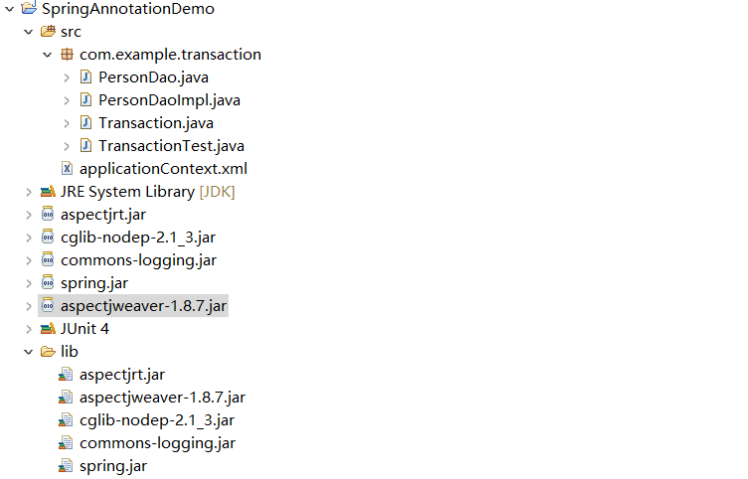 SpringAnnotationDemo
src
com.example.transaction
PersonDao.java
PersonDaoImpl.java
Transaction.java
TransactionTest.java
applicationContext.xml
JRE System Library [JDK]
aspectjrt.jar
cglib-nodep-2.1_3.jar
commons-logging.jar
spring.jar
aspectjweaver-1.8.7.jar
JUnit 4
lib
aspectjrt.jar
aspectjweaver-1.8.7.jar
cglib-nodep-2.1_3.jar
commons-logging.jar
spring.jar